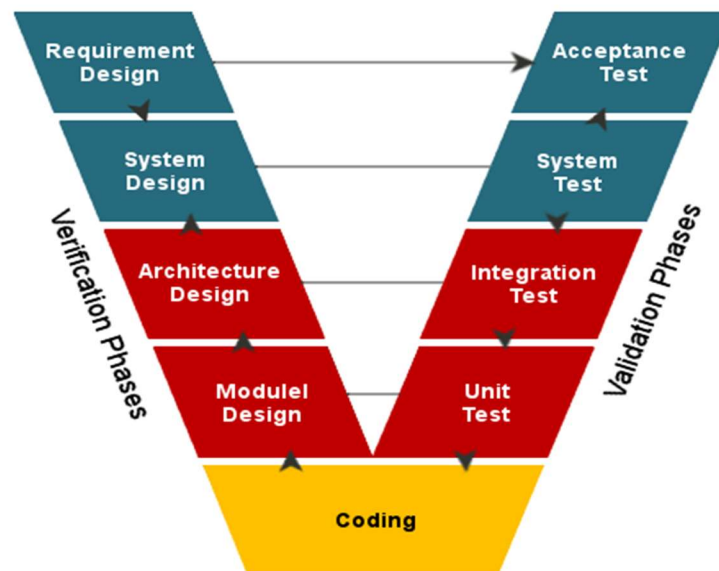 Requirement
Design
Acceptance
Test
System
Design
System
Test
Verification Phases
Validation Phases
Architecture
Design
Integration
Test
Modulel
Design
Unit
Test
Coding